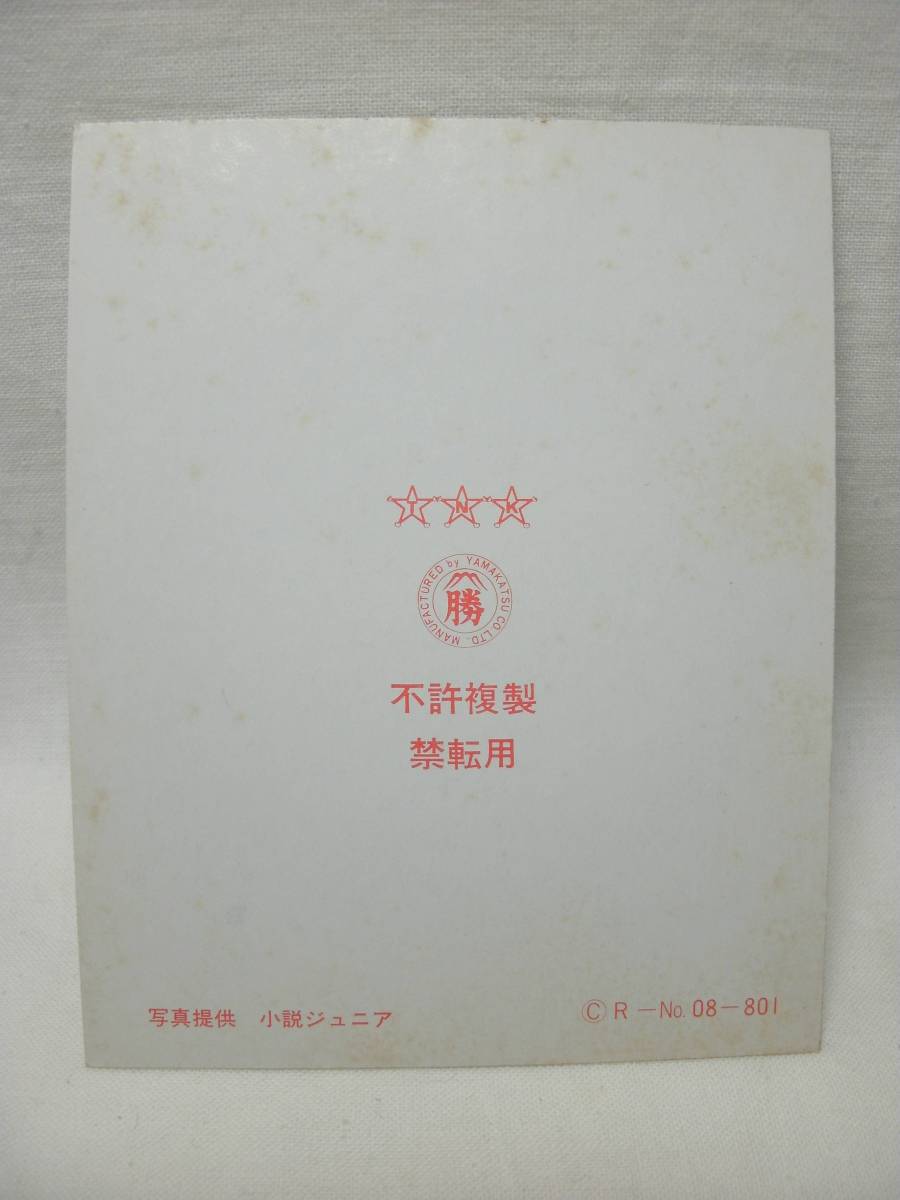 TNK
MANUFACTURED by YAMAKATSU CO LTD.
勝
不許複製
禁転用
写真提供　小説ジュニア
Ⓒ R－No. 08－801